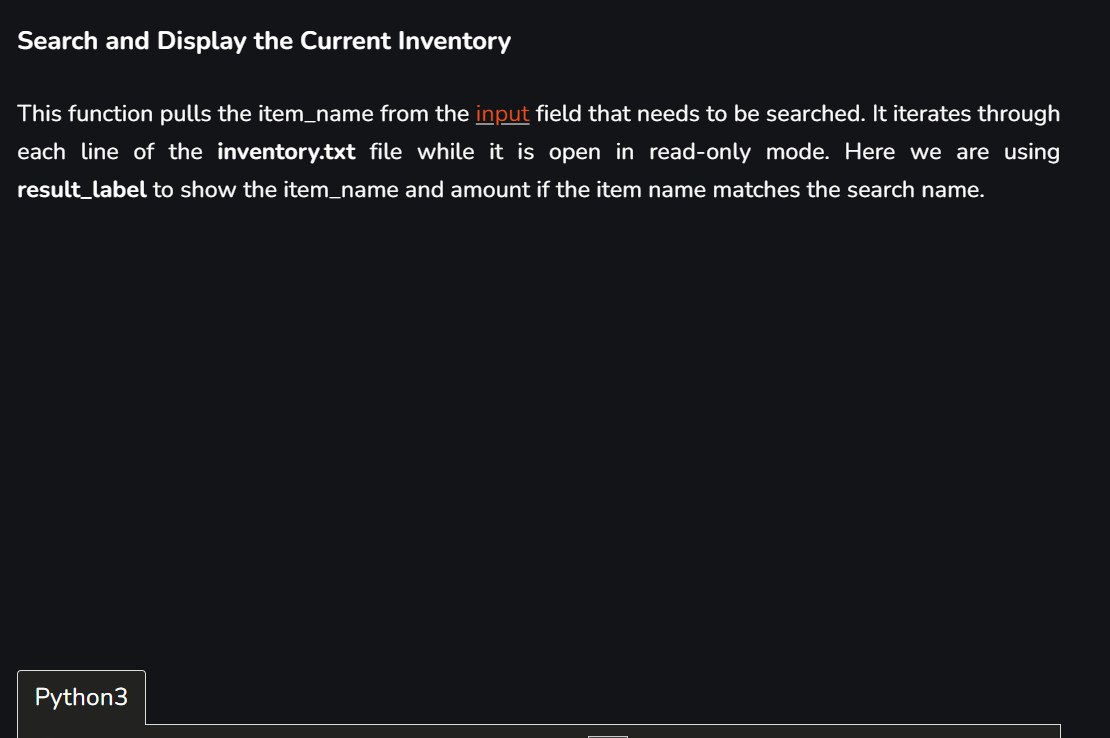 Search and Display the Current Inventory
This function pulls the item_name from the input field that needs to be searched. It iterates through
each line of the inventory.txt file while it is open in read-only mode. Here we are using
result_label to show the item_name and amount if the item name matches the search name.
Python3